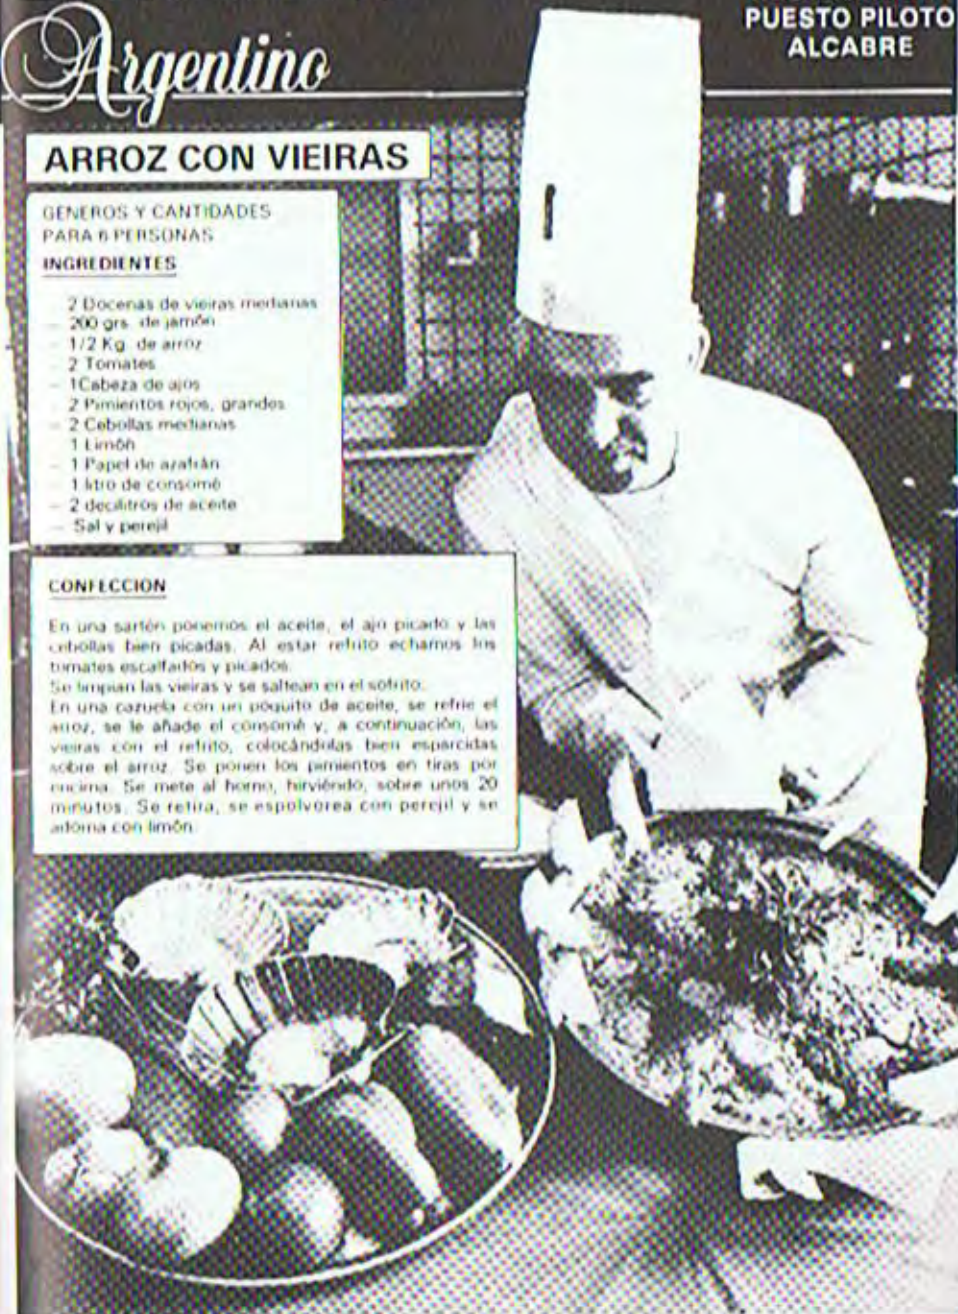 Argentino
PUESTO PILOTO
ALCABRE
ARROZ CON VIEIRAS
GENEROS Y CANTIDADES
PARA 6 PERSONAS
INGREDIENTES
2 Docenas de vieiras medianas
– 200 grs. de jamón
– 1/2 Kg. de arroz
– 2 Tomates
– 1Cabeza de ajos
– 2 Pimientos rojos, grandes
– 2 Cebollas medianas
1 Limón
– 1 Papel de azafrán
– 1 litro de consomé
– 2 decilitros de aceite
– Sal y perejil
CONFECCION
En una sartén ponemos el aceite, el ajo picado y las
cebollas bien picadas. Al estar refrito echamos los
tomates escalfados y picados.
Se limpian las vieiras y se saltean en el sofrito.
En una cazuela con un poquito de aceite, se refrie el
arroz, se le añade el consomé y, a continuación, las
vieiras con el refrito, colocándolas bien esparcidas
sobre el arroz. Se ponen los pimientos en tiras por
encima. Se mete al horno, hirviéndo, sobre unos 20
minutos. Se retira, se espolvorea con perejil y se
adorna con limón.